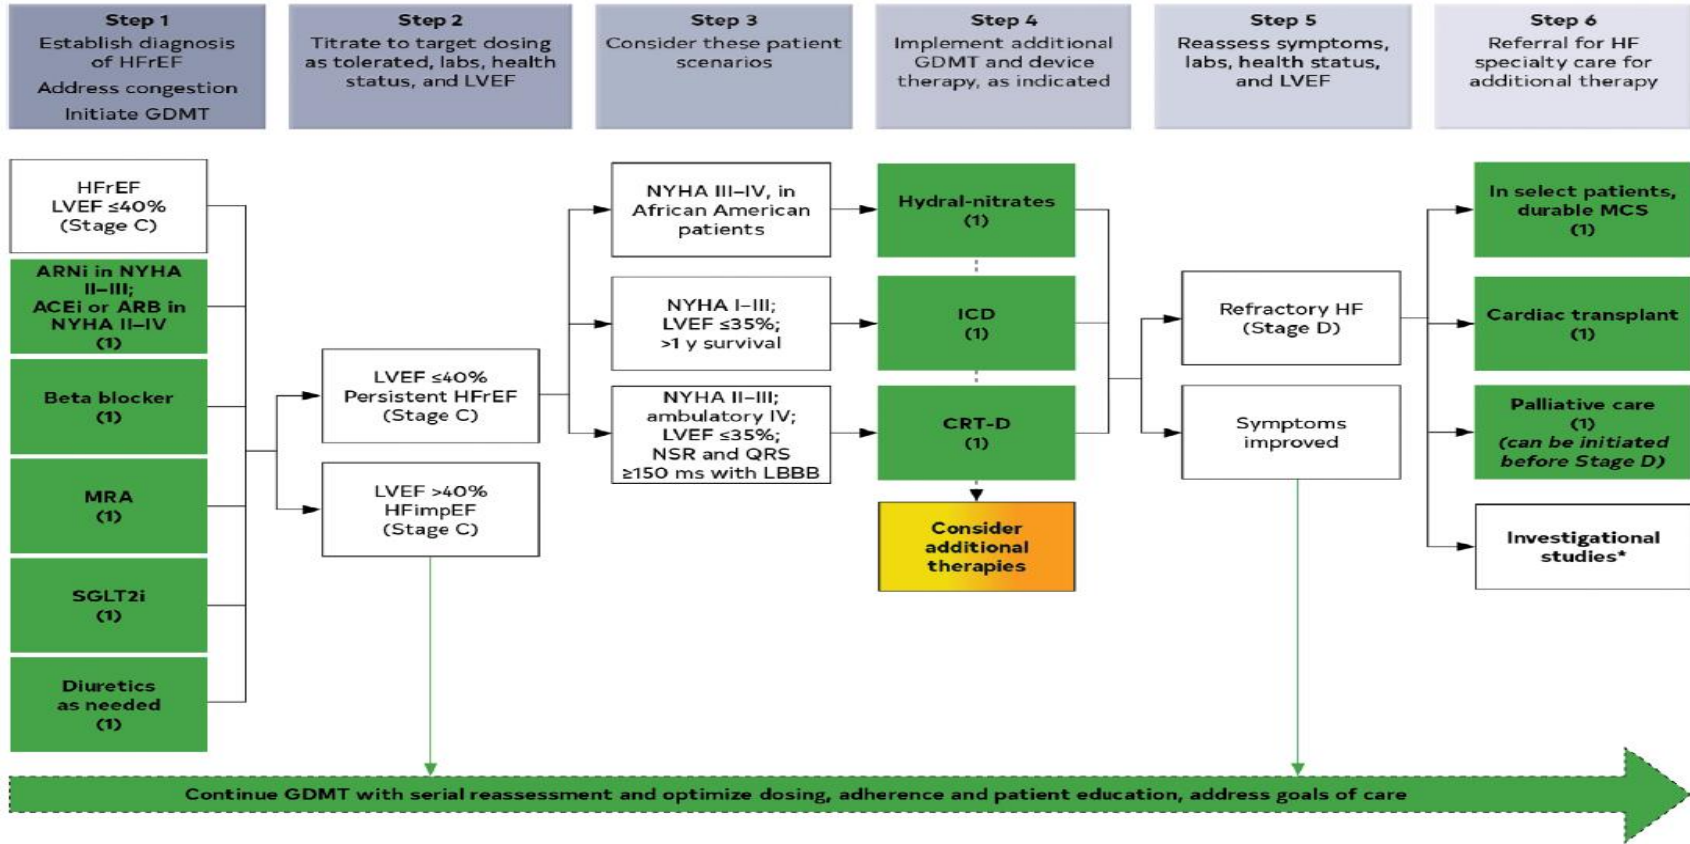 Step 1
Establish diagnosis
of HFrEF
Address congestion
Initiate GDMT
Step 2
Titrate to target dosing
as tolerated, labs, health
status, and LVEF
Step 3
Consider these patient
scenarios
Step 4
Implement additional
GDMT and device
therapy, as indicated
Step 5
Reassess symptoms,
labs, health status,
and LVEF
Step 6
Referral for HF
specialty care for
additional therapy
HFrEF
LVEF ≤40%
(Stage C)
ARNi in NYHA
II–III;
ACEi or ARB in
NYHA II–IV
(1)
Beta blocker
(1)
MRA
(1)
SGLT2i
(1)
Diuretics
as needed
(1)
LVEF ≤40%
Persistent HFrEF
(Stage C)
LVEF >40%
HFimpEF
(Stage C)
NYHA III–IV, in
African American
patients
NYHA I–III;
LVEF ≤35%;
>1 y survival
NYHA II–III;
ambulatory IV;
LVEF ≤35%;
NSR and QRS
≥150 ms with LBBB
Hydral-nitrates
(1)
ICD
(1)
CRT-D
(1)
Consider
additional
therapies
Refractory HF
(Stage D)
Symptoms
improved
In select patients,
durable MCS
(1)
Cardiac transplant
(1)
Palliative care
(1)
(can be initiated
before Stage D)
Investigational
studies*
Continue GDMT with serial reassessment and optimize dosing, adherence and patient education, address goals of care